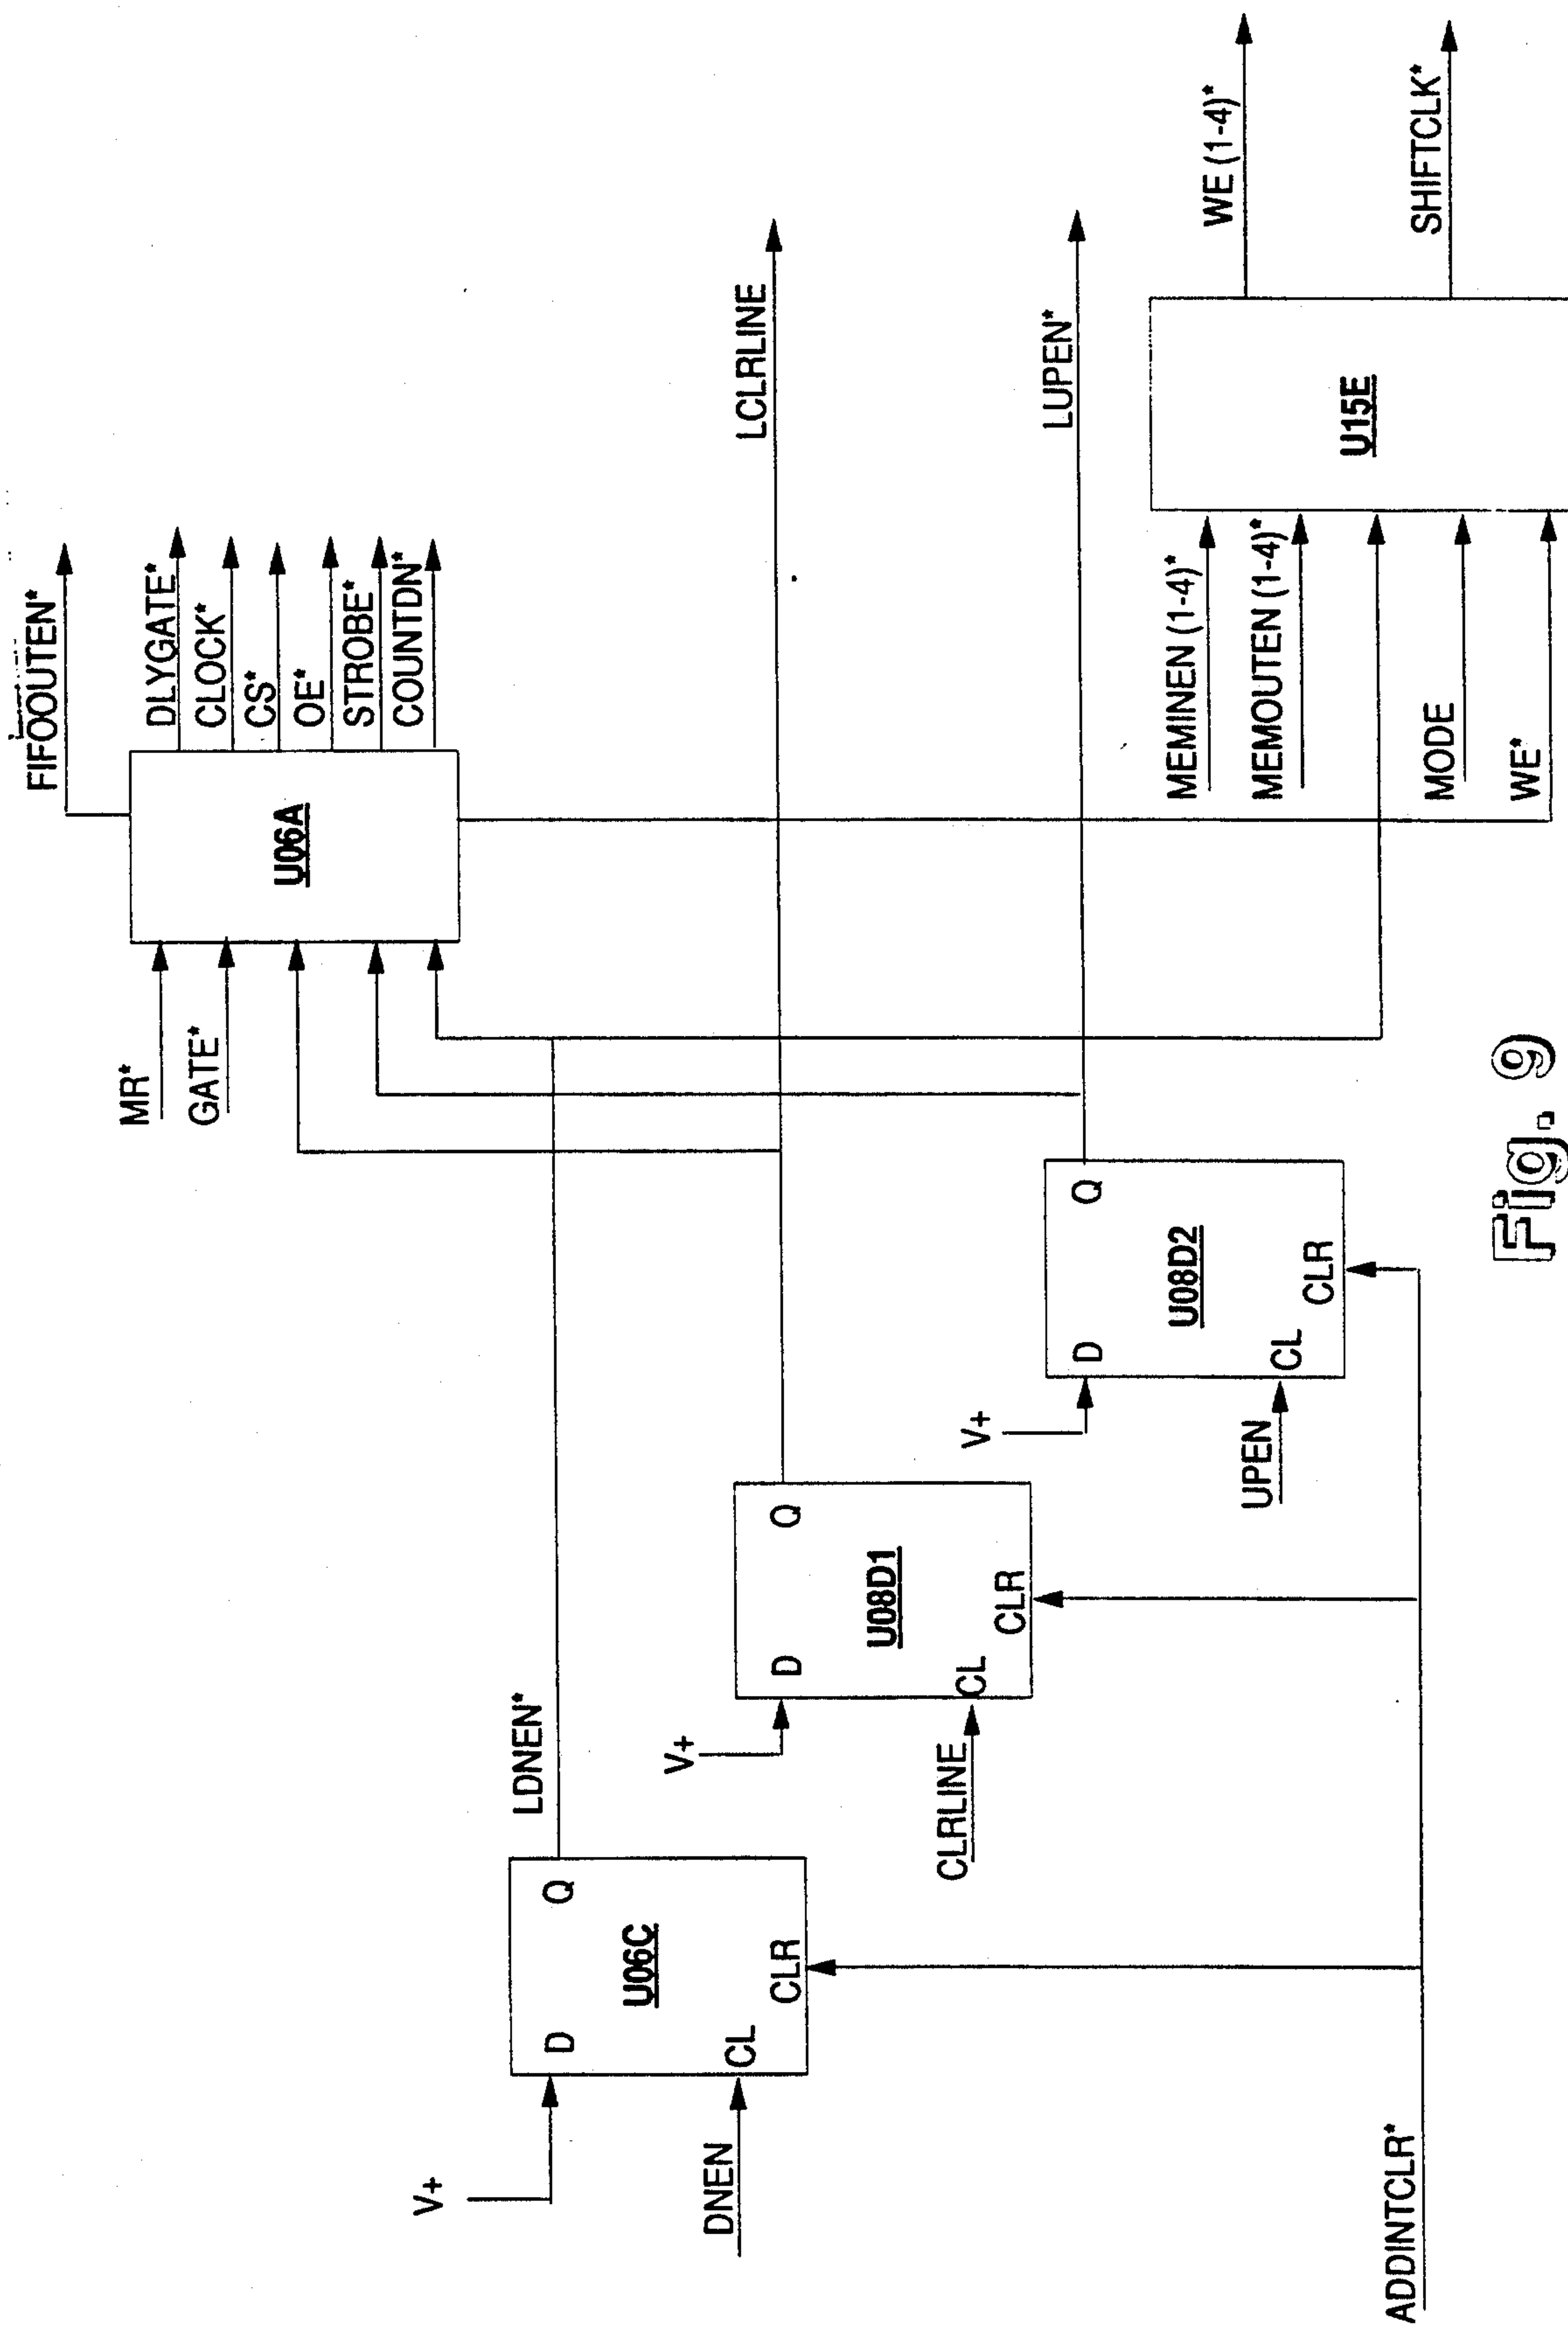 FIFOOUTEN*
DLYGATE*
CLOCK*
CS*
OE*
STROBE*
COUNTDN*
MR*
GATE*
U06A
LCLRLINE
LUPEN*
WE (1-4)*
SHIFTCLK*
MEMINEN (1-4)*
MEMOUTEN (1-4)*
MODE
WE*
U15E
LDNEN*
V+
D
Q
U06C
DNEN
CL
CLR
V+
D
Q
U08D1
CLRLINE
CL
CLR
V+
D
Q
U08D2
UPEN
CL
CLR
ADDINTCLR*
Fig. 9